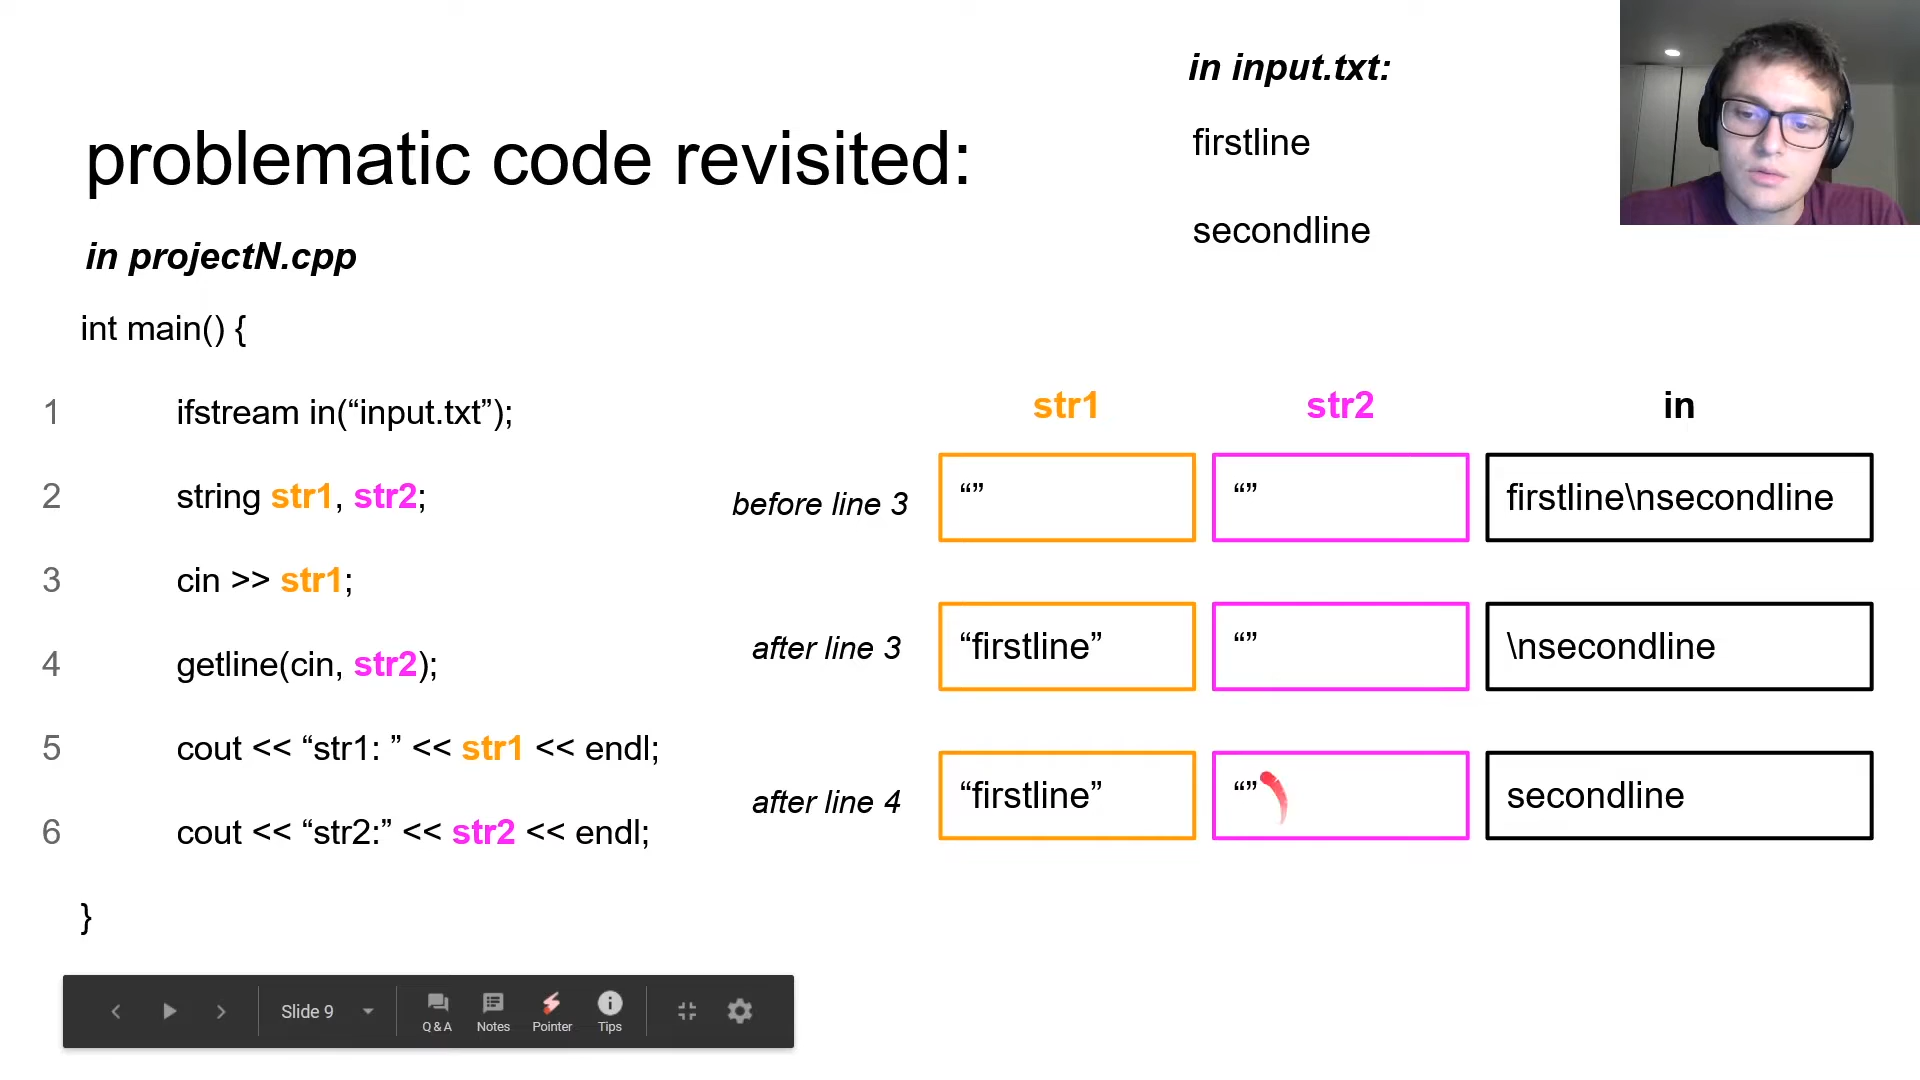 in input.txt:
firstline
secondline
problematic code revisited:
in projectN.cpp
int main() {
1 ifstream in(“input.txt”);
2 string str1, str2;
3 cin >> str1;
4 getline(cin, str2);
5 cout << “str1: ” << str1 << endl;
6 cout << “str2:” << str2 << endl;
}
str1 str2 in
before line 3 “” “” firstline\nsecondline
after line 3 “firstline” “” \nsecondline
after line 4 “firstline” “” secondline
Slide 9 Q&A Notes Pointer Tips